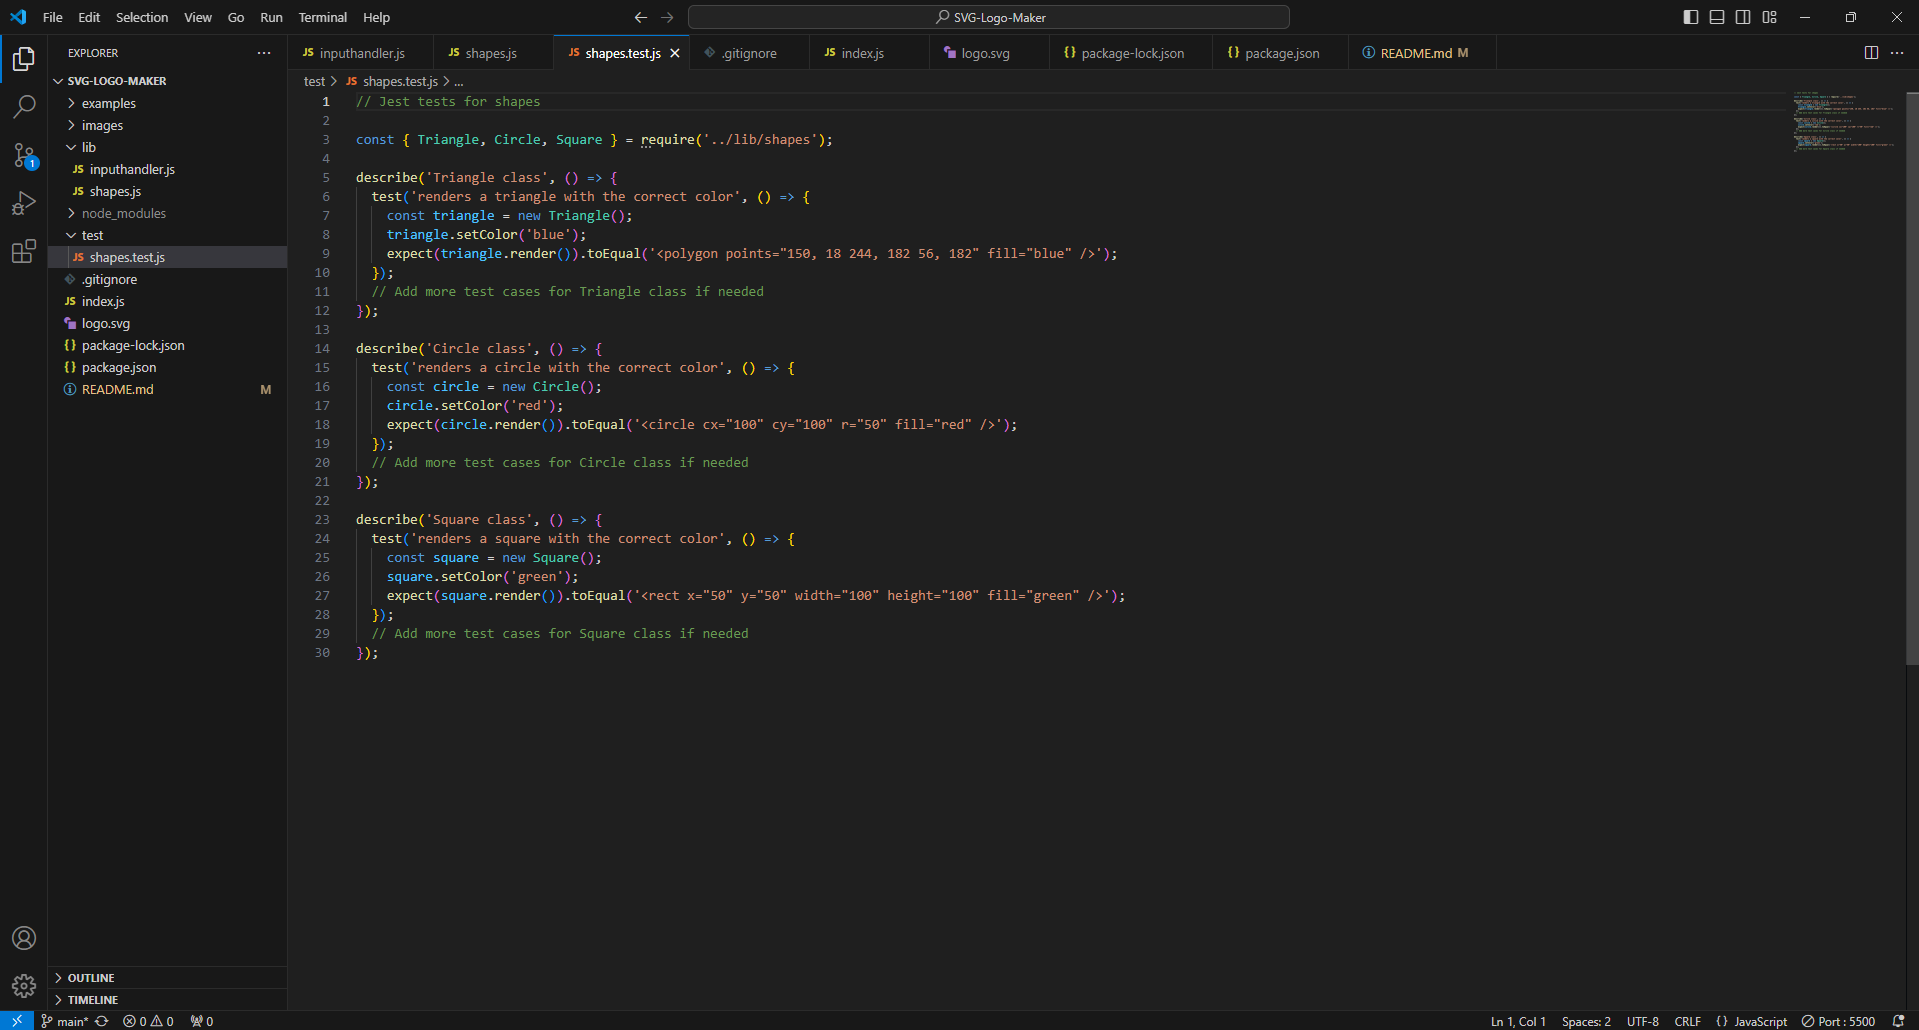 File Edit Selection View Go Run Terminal Help
SVG-Logo-Maker
EXPLORER
SVG-LOGO-MAKER
examples
images
lib
JS inputhandler.js
JS shapes.js
node_modules
test
JS shapes.test.js
.gitignore
JS index.js
logo.svg
{} package-lock.json
{} package.json
README.md M
OUTLINE
TIMELINE
1
JS inputhandler.js JS shapes.js JS shapes.test.js .gitignore JS index.js logo.svg {} package-lock.json {} package.json README.md M
test > JS shapes.test.js > ...
1 // Jest tests for shapes
2
3 const { Triangle, Circle, Square } = require('../lib/shapes');
4
5 describe('Triangle class', () => {
6 test('renders a triangle with the correct color', () => {
7 const triangle = new Triangle();
8 triangle.setColor('blue');
9 expect(triangle.render()).toEqual('<polygon points="150, 18 244, 182 56, 182" fill="blue" />');
10 });
11 // Add more test cases for Triangle class if needed
12 });
13
14 describe('Circle class', () => {
15 test('renders a circle with the correct color', () => {
16 const circle = new Circle();
17 circle.setColor('red');
18 expect(circle.render()).toEqual('<circle cx="100" cy="100" r="50" fill="red" />');
19 });
20 // Add more test cases for Circle class if needed
21 });
22
23 describe('Square class', () => {
24 test('renders a square with the correct color', () => {
25 const square = new Square();
26 square.setColor('green');
27 expect(square.render()).toEqual('<rect x="50" y="50" width="100" height="100" fill="green" />');
28 });
29 // Add more test cases for Square class if needed
30 });
main* 0 0 0
Ln 1, Col 1 Spaces: 2 UTF-8 CRLF {} JavaScript Port : 5500